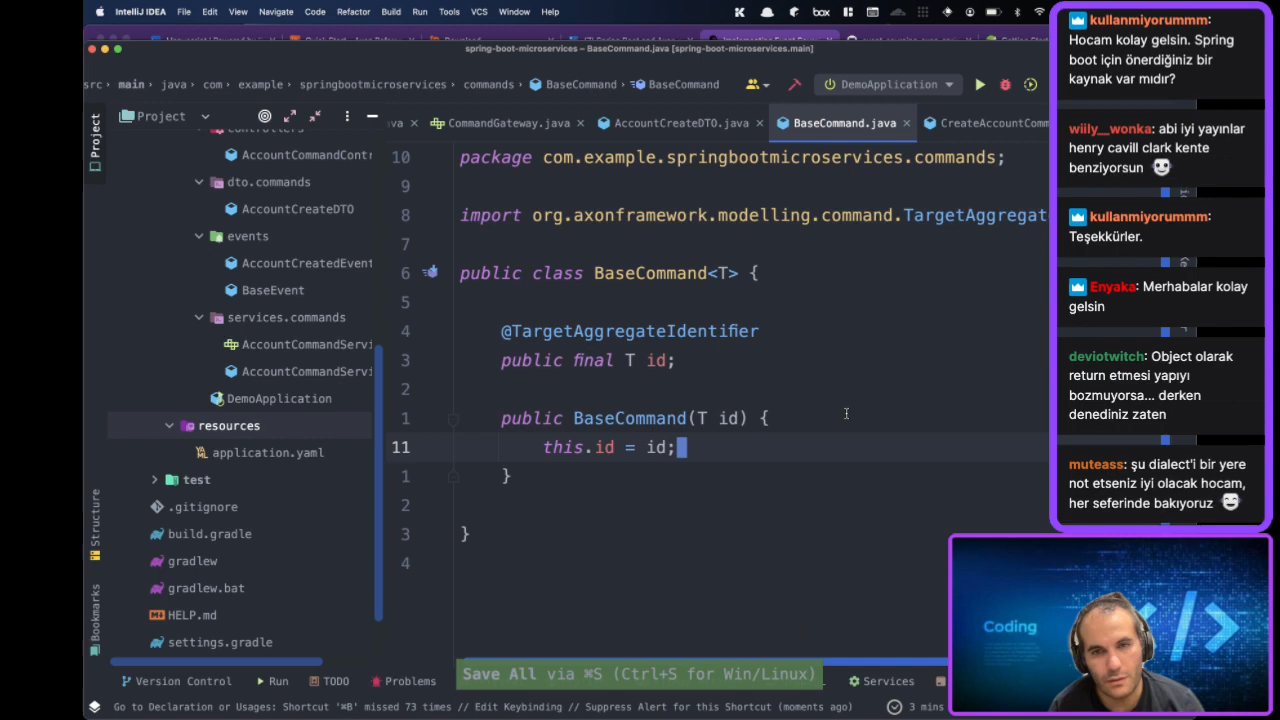 IntelliJ IDEA File Edit View Navigate Code Refactor Build Run Tools VCS Window Help
box
spring-boot-microservices – BaseCommand.java [spring-boot-microservices.main]
src › main › java › com › example › springbootmicroservices › commands › BaseCommand › BaseCommand
DemoApplication
Project
Project
CommandGateway.java
AccountCreateDTO.java
BaseCommand.java
CreateAccountComm
AccountCommandContr
dto.commands
AccountCreateDTO
events
AccountCreatedEvent
BaseEvent
services.commands
AccountCommandServi
AccountCommandServi
DemoApplication
resources
application.yaml
test
.gitignore
build.gradle
gradlew
gradlew.bat
HELP.md
settings.gradle
Structure
Bookmarks
10 package com.example.springbootmicroservices.commands;
9
8 import org.axonframework.modelling.command.TargetAggregat
7
6 public class BaseCommand<T> {
5
4 @TargetAggregateIdentifier
3 public final T id;
2
1 public BaseCommand(T id) {
11 this.id = id;
1 }
2
3 }
4
Save All via ⌘S (Ctrl+S for Win/Linux)
Version Control Run TODO Problems Services
Go to Declaration or Usages: Shortcut '⌘B' missed 73 times // Edit Keybinding // Suppress Alert for this Shortcut (moments ago)
3 mins
kullanmiyorummm:
Hocam kolay gelsin. Spring
boot için önerdiğiniz bir
kaynak var mıdır?
wiily__wonka: abi iyi yayınlar
henry cavill clark kente
benziyorsun
kullanmiyorummm:
Teşekkürler.
Enyaka: Merhabalar kolay
gelsin
deviotwitch: Object olarak
return etmesi yapıyı
bozmuyorsa... derken
denediniz zaten
muteass: şu dialect'i bir yere
not etseniz iyi olacak hocam,
her seferinde bakıyoruz
Coding